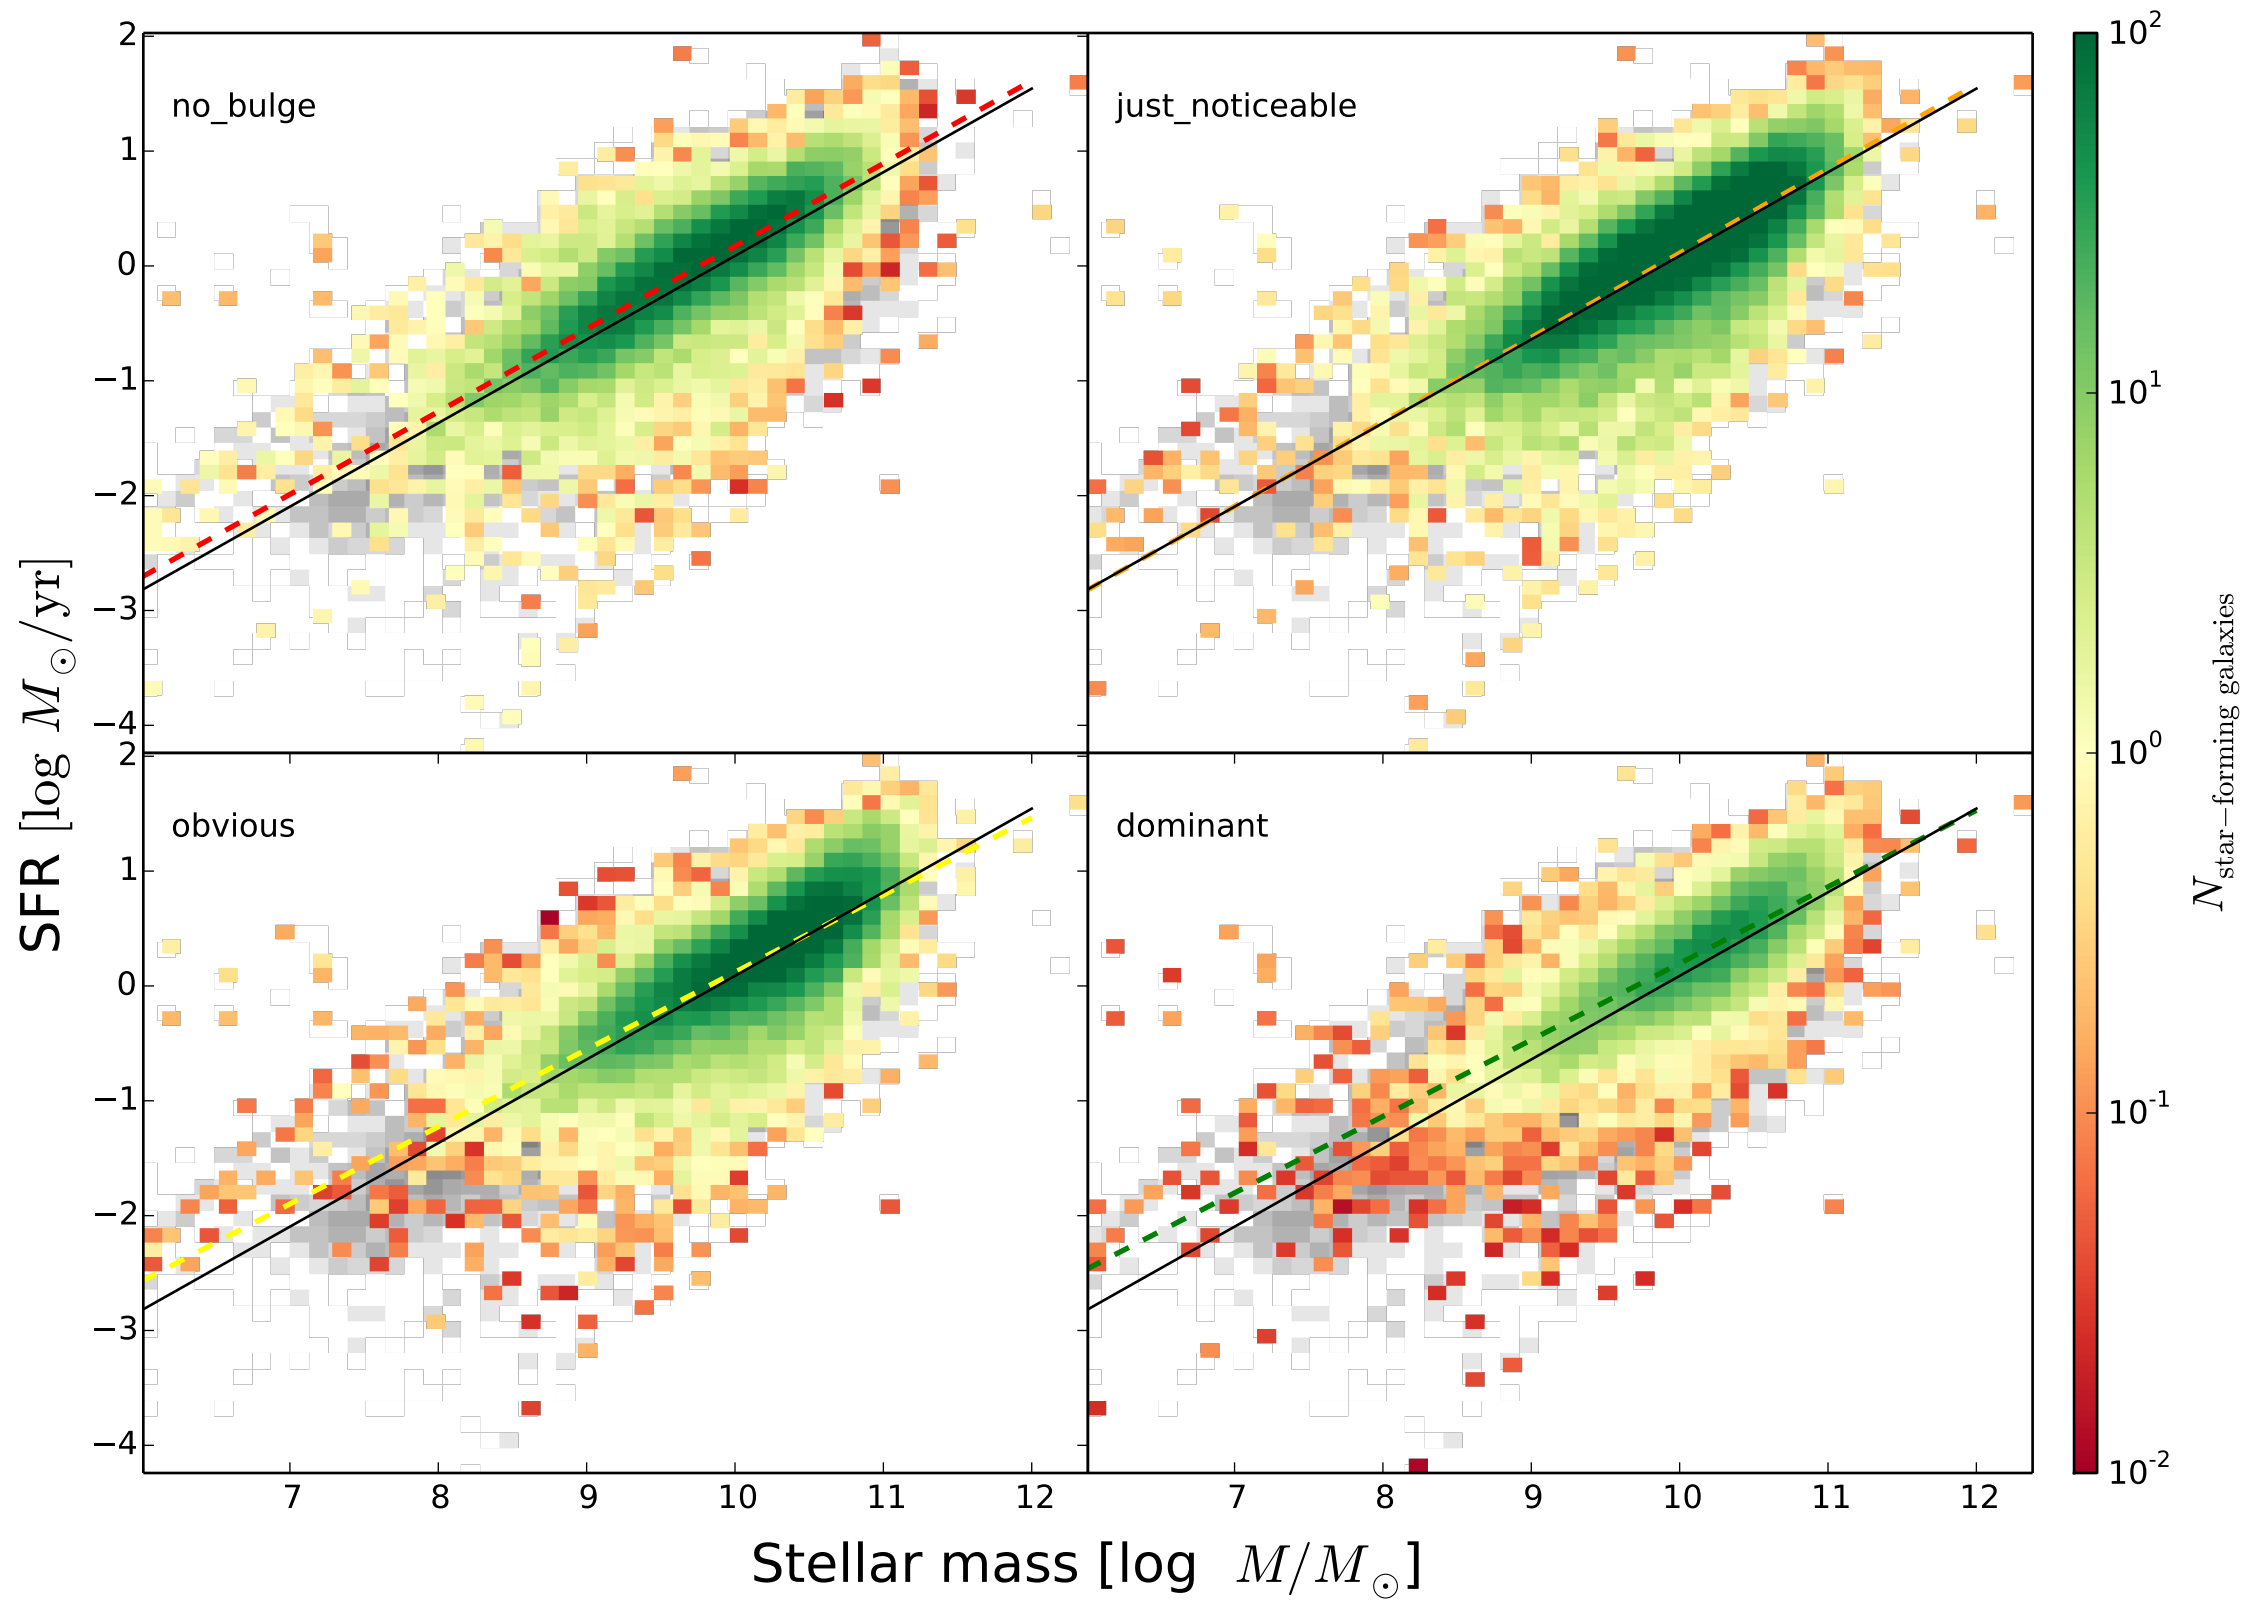 no_bulge
just_noticeable
obvious
dominant
2
1
0
−1
−2
−3
−4
2
1
0
−1
−2
−3
−4
7 8 9 10 11 12
7 8 9 10 11 12
SFR [log M⊙/yr]
Stellar mass [log M/M⊙]
10²
10¹
10⁰
10⁻¹
10⁻²
N star−forming galaxies